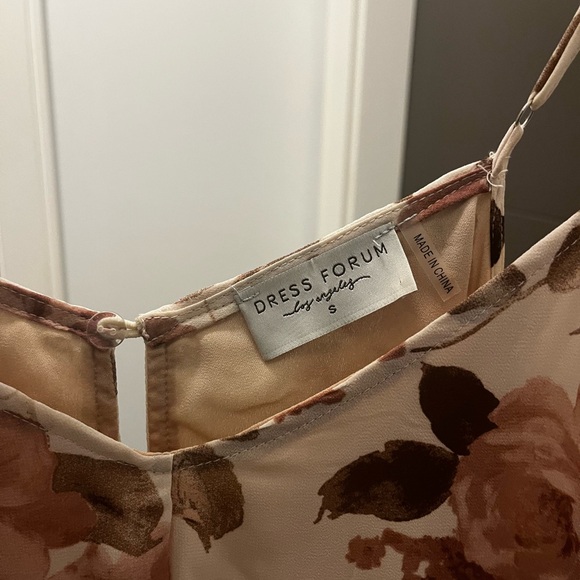 DRESS FORUM
los angeles
S
MADE IN CHINA